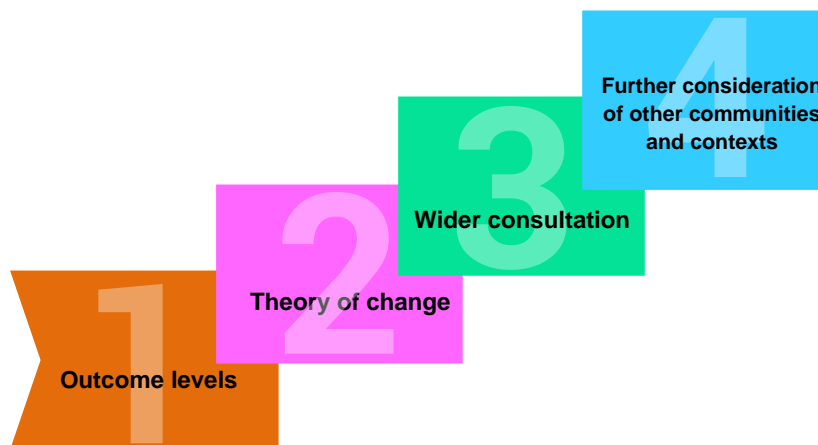 1
Outcome levels
2
Theory of change
3
Wider consultation
4
Further consideration
of other communities
and contexts